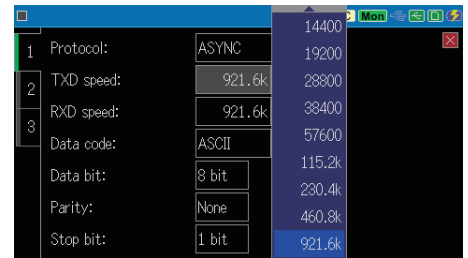 C Mon
1 Protocol: ASYNC
2 TXD speed: 921.6k
RXD speed: 921.6k
3
Data code: ASCII
Data bit: 8 bit
Parity: None
Stop bit: 1 bit
14400
19200
28800
38400
57600
115.2k
230.4k
460.8k
921.6k